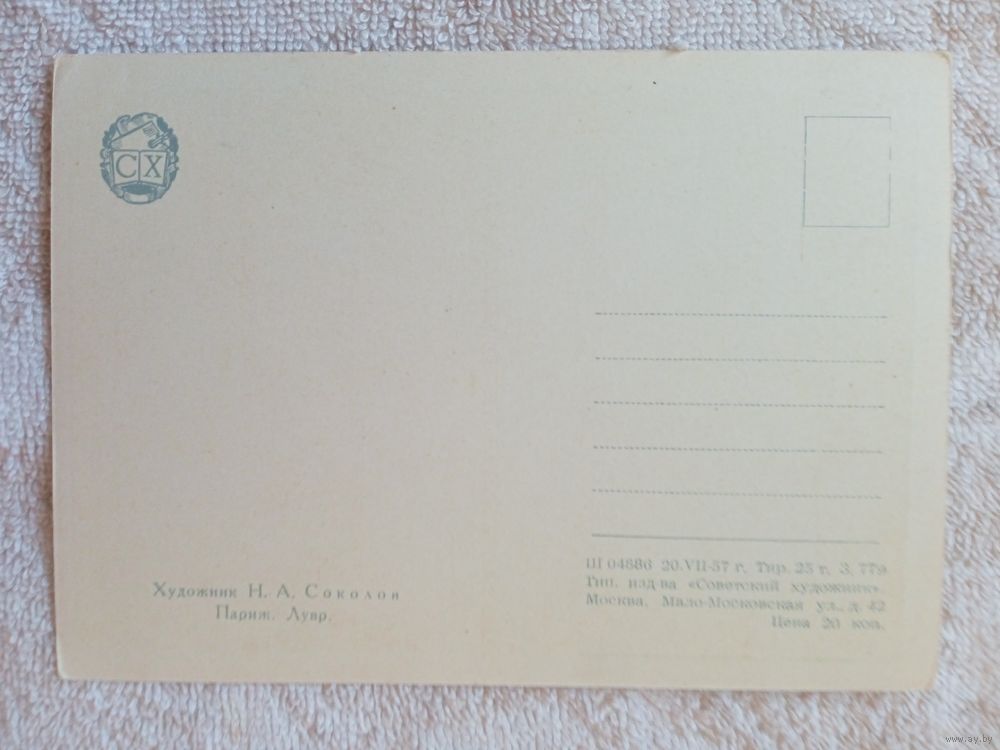 СХ
Художник Н. А. Соколов
Париж. Лувр.
Ш 04886 20.VII-57 г. Тир. 25 т. З. 779
Тип. изд-ва «Советский художник».
Москва, Мало-Московская ул., д. 42
Цена 20 коп.
www.ay.by